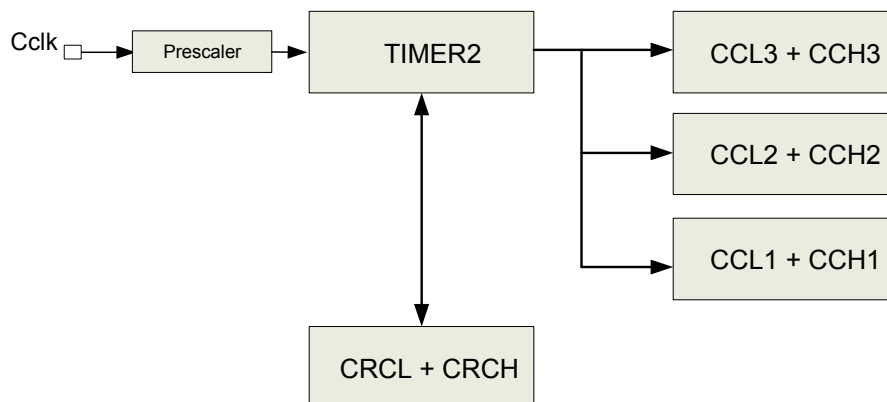 Cclk
Prescaler
TIMER2
CCL3 + CCH3
CCL2 + CCH2
CCL1 + CCH1
CRCL + CRCH